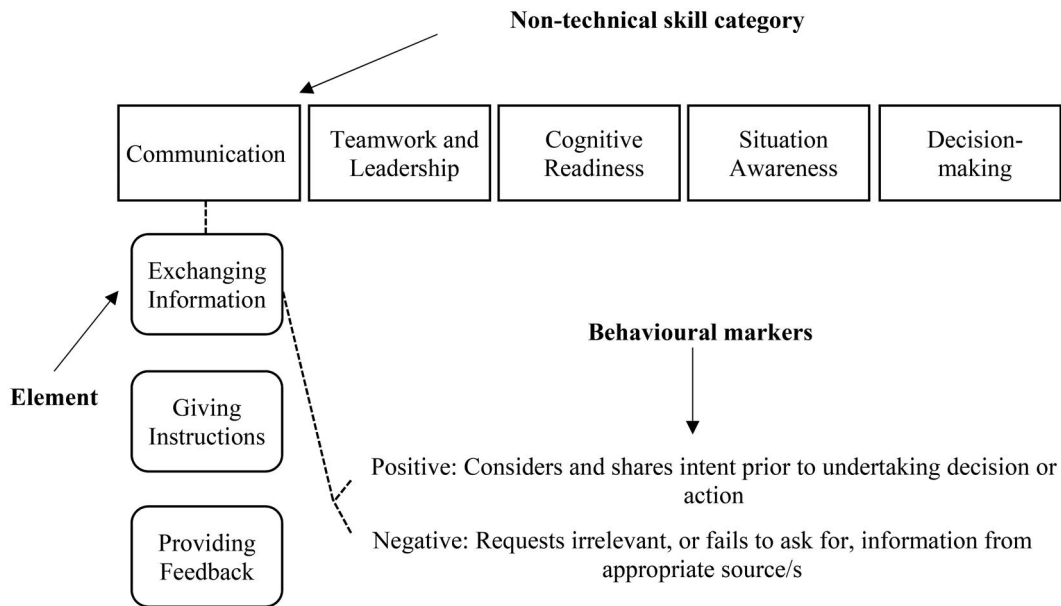 Non-technical skill category
Communication
Teamwork and
Leadership
Cognitive
Readiness
Situation
Awareness
Decision-
making
Exchanging
Information
Element
Giving
Instructions
Providing
Feedback
Behavioural markers
Positive: Considers and shares intent prior to undertaking decision or
action
Negative: Requests irrelevant, or fails to ask for, information from
appropriate source/s